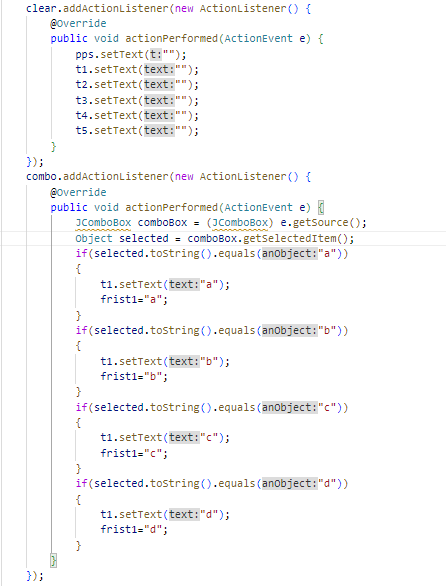 clear.addActionListener(new ActionListener() {
    @Override
    public void actionPerformed(ActionEvent e) {
        pps.setText(t:"");
        t1.setText(text:"");
        t2.setText(text:"");
        t3.setText(text:"");
        t4.setText(text:"");
        t5.setText(text:"");
    }
});
combo.addActionListener(new ActionListener() {
    @Override
    public void actionPerformed(ActionEvent e) {
        JComboBox comboBox = (JComboBox) e.getSource();
        Object selected = comboBox.getSelectedItem();
        if(selected.toString().equals(anObject:"a"))
        {
            t1.setText(text:"a");
            frist1="a";
        }
        if(selected.toString().equals(anObject:"b"))
        {
            t1.setText(text:"b");
            frist1="b";
        }
        if(selected.toString().equals(anObject:"c"))
        {
            t1.setText(text:"c");
            frist1="c";
        }
        if(selected.toString().equals(anObject:"d"))
        {
            t1.setText(text:"d");
            frist1="d";
        }
    }
});